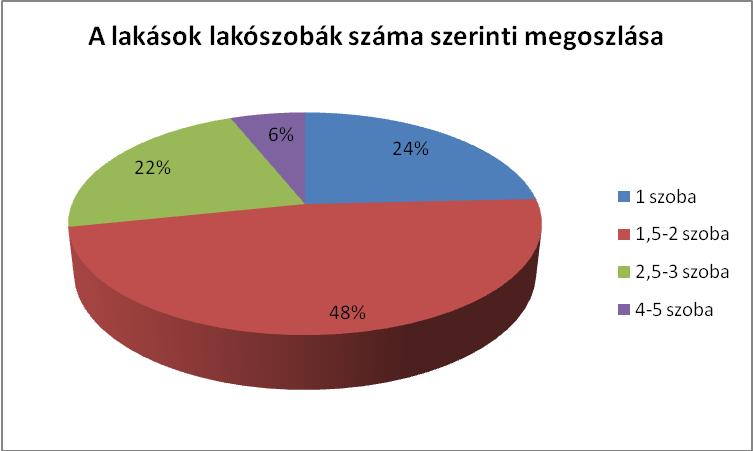 A lakások lakószobák száma szerinti megoszlása
6%
24%
22%
48%
1 szoba
1,5-2 szoba
2,5-3 szoba
4-5 szoba